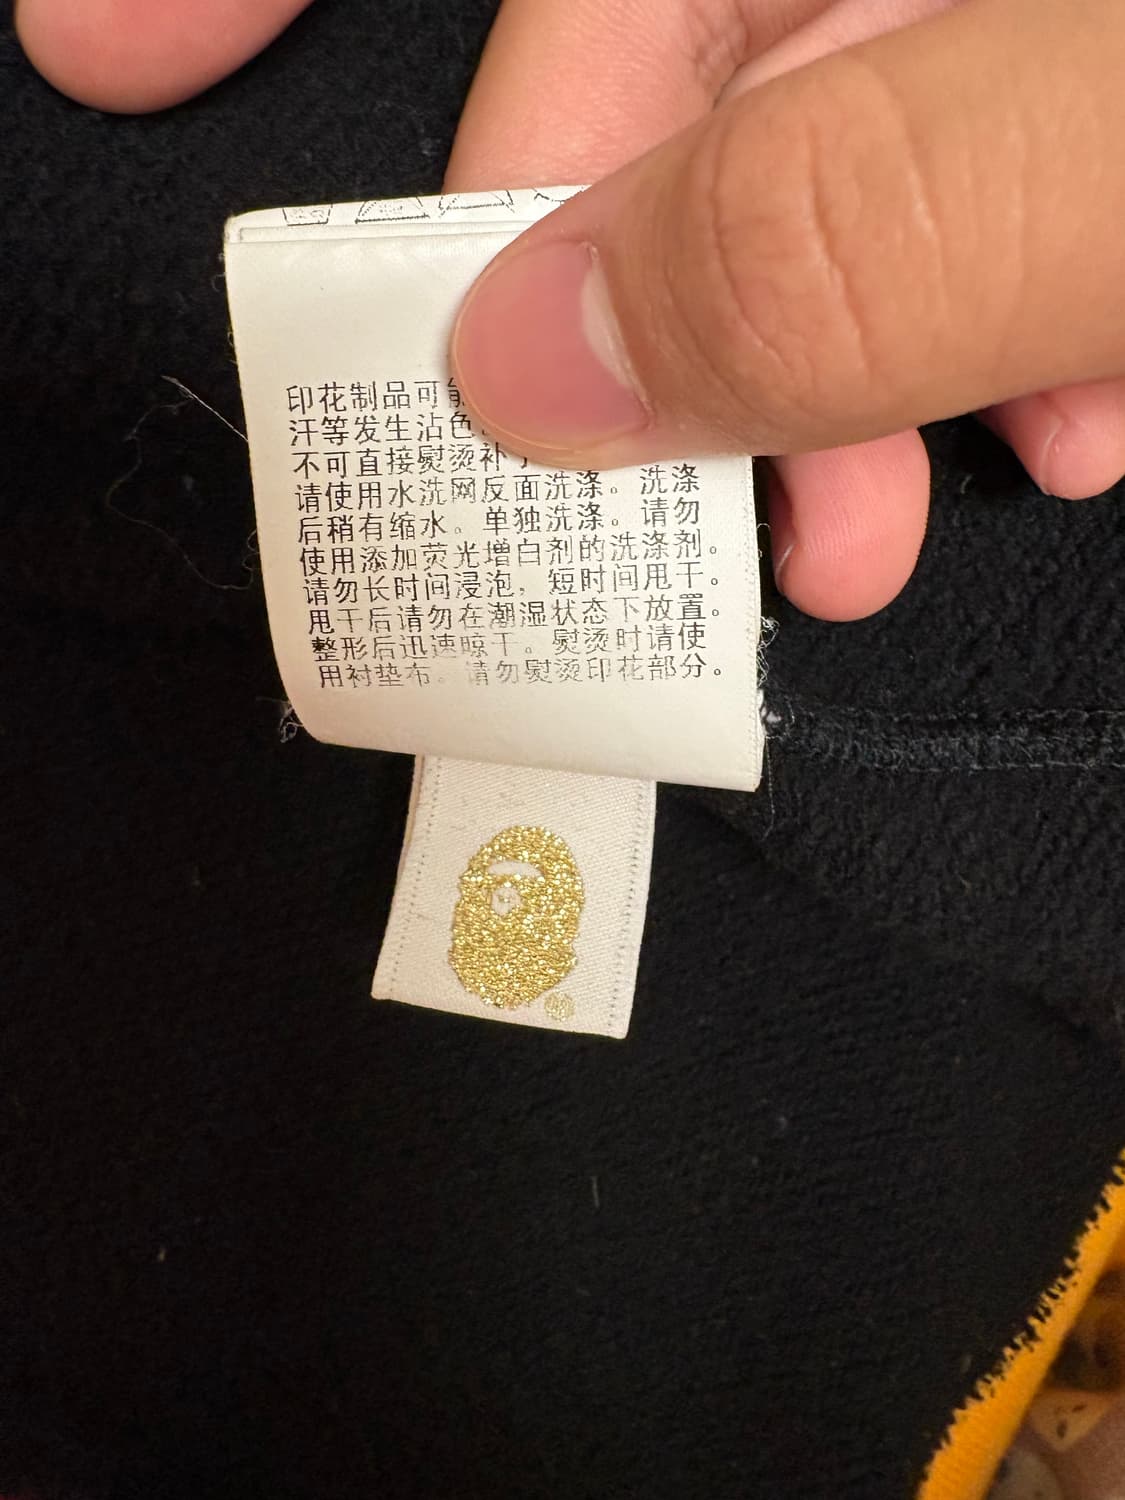 印花制品可能
汗等发生沾色
不可直接熨烫补
请使用水洗网反面洗涤。洗涤
后稍有缩水。单独洗涤。请勿
使用添加荧光增白剂的洗涤剂。
请勿长时间浸泡，短时间甩干。
甩干后请勿在潮湿状态下放置。
整形后迅速晾干。熨烫时请使
用衬垫布。请勿熨烫印花部分。